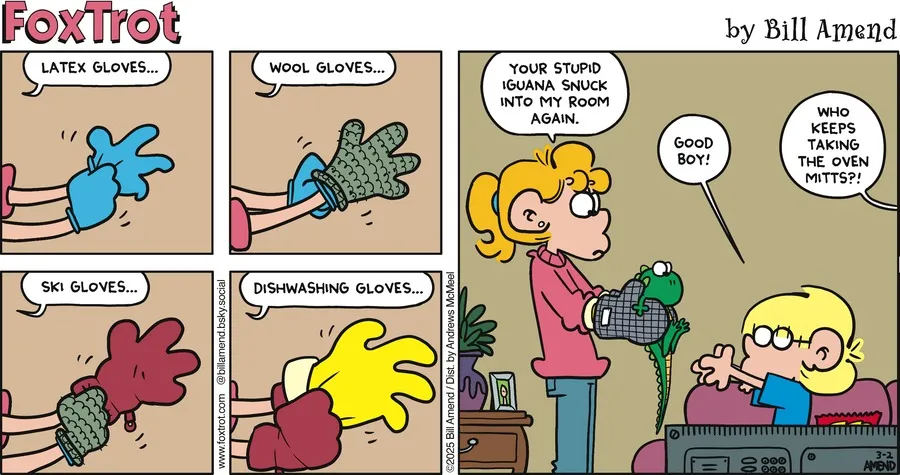 FoxTrot
by Bill Amend
LATEX GLOVES...
WOOL GLOVES...
SKI GLOVES...
DISHWASHING GLOVES...
www.foxtrot.com @billamend.bsky.social
©2025 Bill Amend / Dist. by Andrews McMeel
YOUR STUPID
IGUANA SNUCK
INTO MY ROOM
AGAIN.
GOOD
BOY!
WHO
KEEPS
TAKING
THE OVEN
MITTS?!
3-2
AMEND